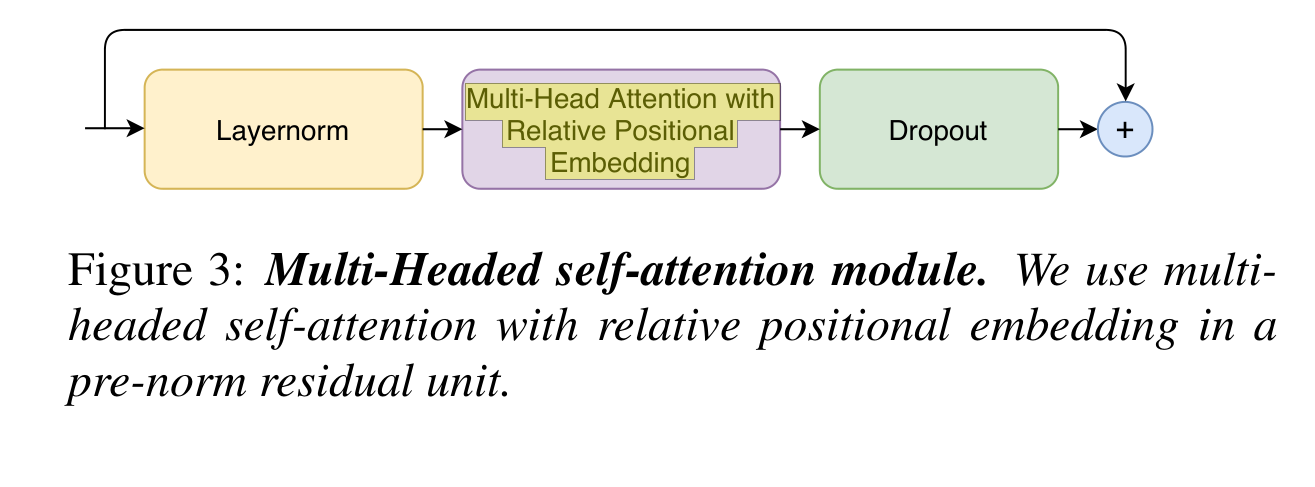 Layernorm
Multi-Head Attention with
Relative Positional
Embedding
Dropout
+
Figure 3: Multi-Headed self-attention module. We use multi-
headed self-attention with relative positional embedding in a
pre-norm residual unit.